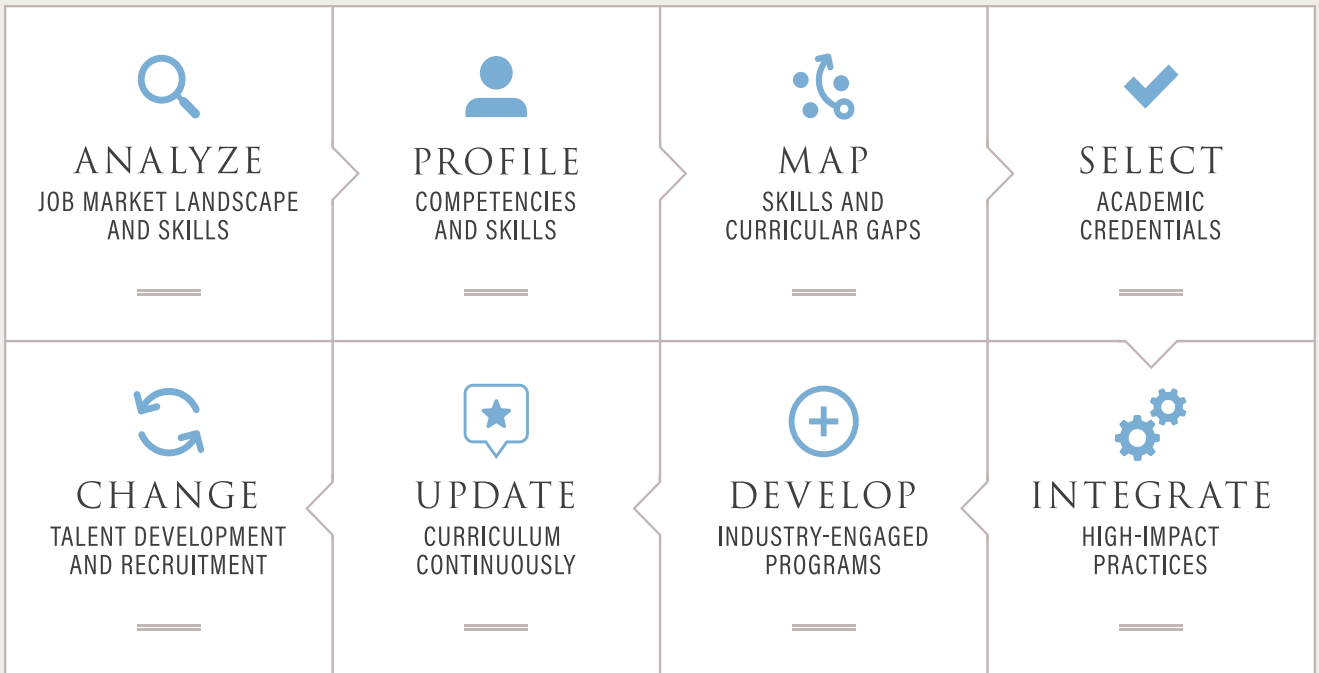 ANALYZE
JOB MARKET LANDSCAPE
AND SKILLS
PROFILE
COMPETENCIES
AND SKILLS
MAP
SKILLS AND
CURRICULAR GAPS
SELECT
ACADEMIC
CREDENTIALS
INTEGRATE
HIGH-IMPACT
PRACTICES
DEVELOP
INDUSTRY-ENGAGED
PROGRAMS
UPDATE
CURRICULUM
CONTINUOUSLY
CHANGE
TALENT DEVELOPMENT
AND RECRUITMENT